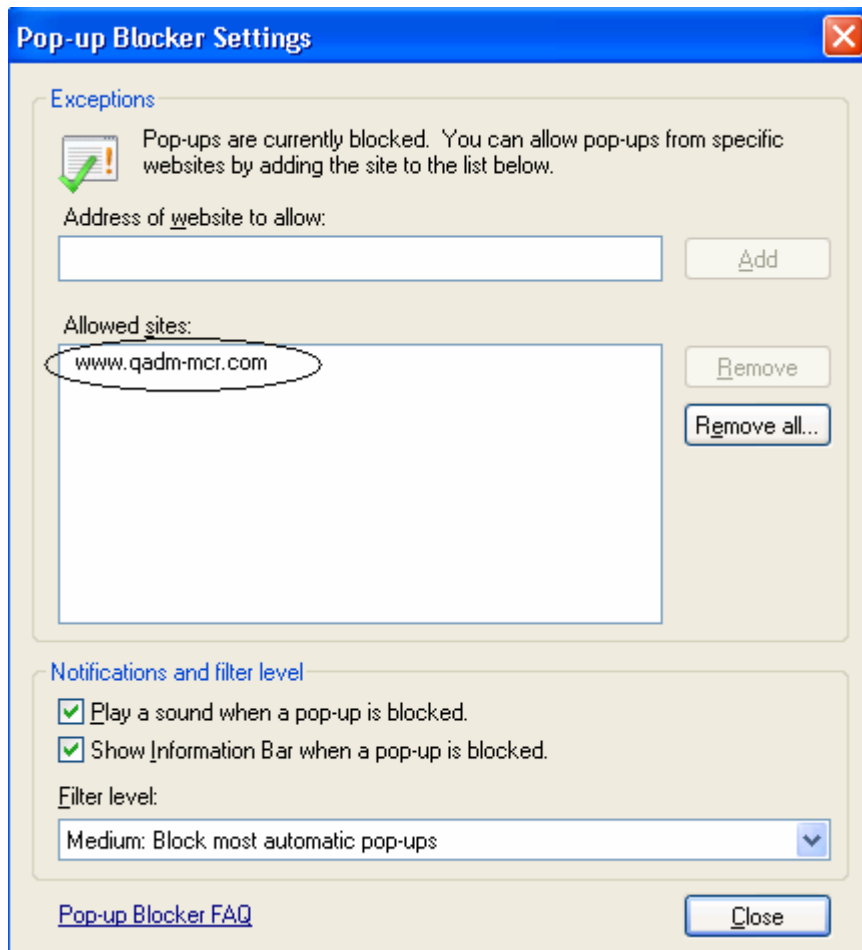 Pop-up Blocker Settings
Exceptions
Pop-ups are currently blocked. You can allow pop-ups from specific
websites by adding the site to the list below.
Address of website to allow:
Add
Allowed sites:
www.qadm-mcr.com
Remove
Remove all...
Notifications and filter level
Play a sound when a pop-up is blocked.
Show Information Bar when a pop-up is blocked.
Filter level:
Medium: Block most automatic pop-ups
Pop-up Blocker FAQ
Close